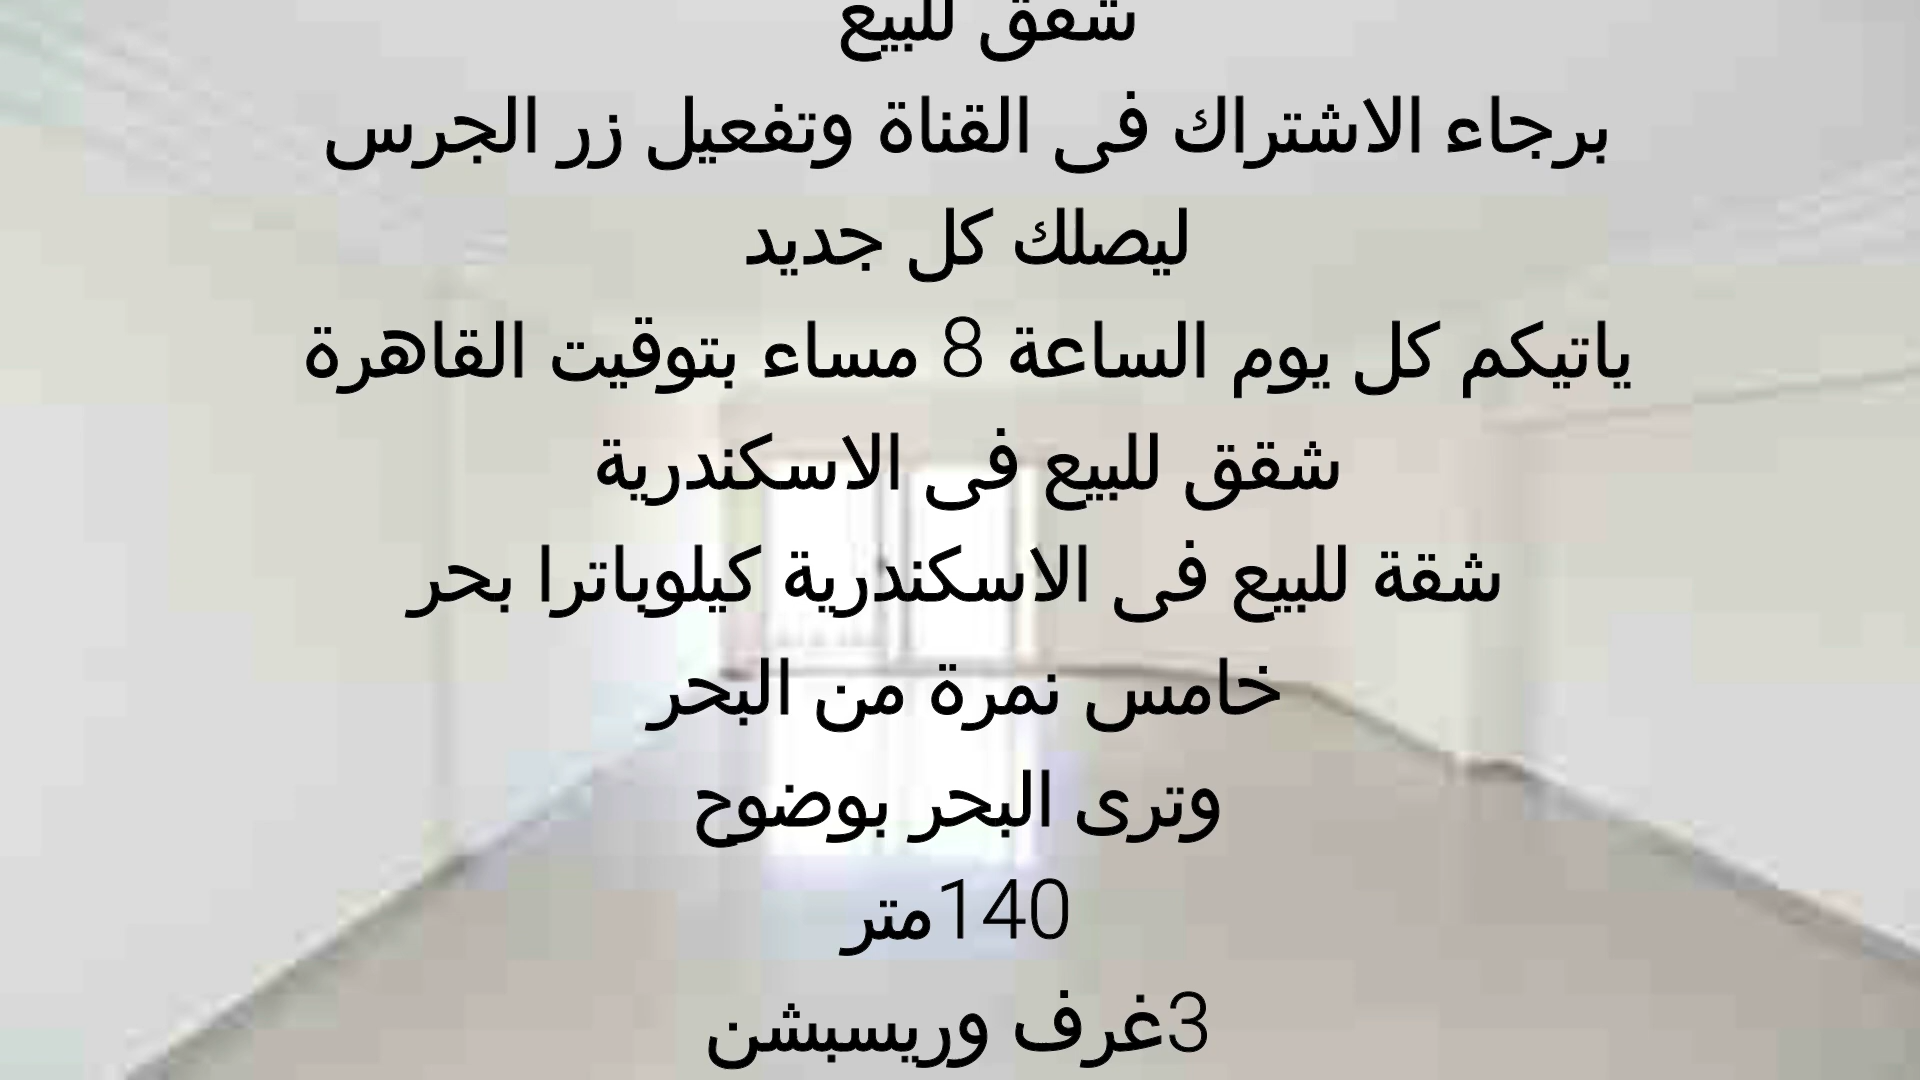 شقق للبيع
برجاء الاشتراك فى القناة وتفعيل زر الجرس
ليصلك كل جديد
ياتيكم كل يوم الساعة 8 مساء بتوقيت القاهرة
شقق للبيع فى الاسكندرية
شقة للبيع فى الاسكندرية كيلوباترا بحر
خامس نمرة من البحر
وترى البحر بوضوح
140متر
3غرف وريسبشن